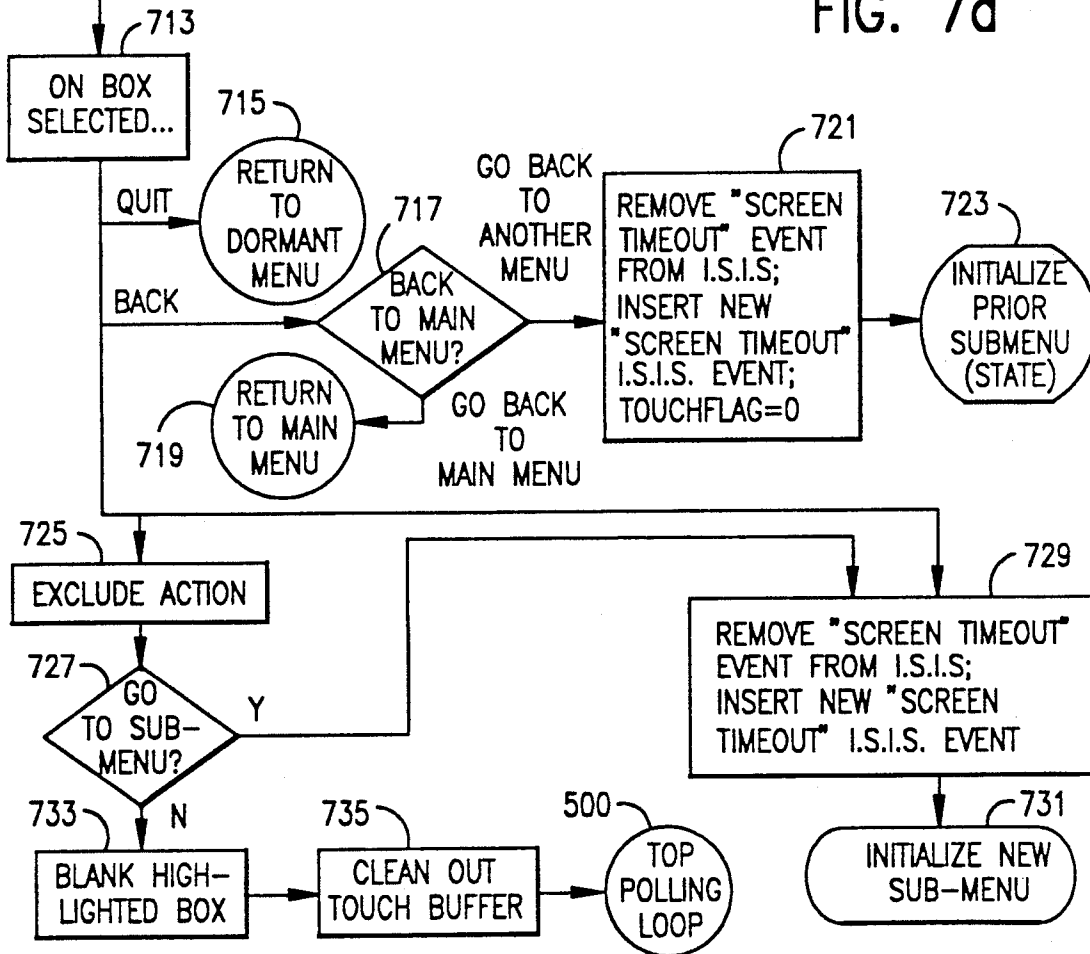 FIG. 7d
713
ON BOX
SELECTED...
715
RETURN
TO
DORMANT
MENU
QUIT
717
BACK
TO MAIN
MENU?
BACK
GO BACK
TO
ANOTHER
MENU
721
REMOVE "SCREEN
TIMEOUT" EVENT
FROM I.S.I.S;
INSERT NEW
"SCREEN TIMEOUT"
I.S.I.S. EVENT;
TOUCHFLAG=0
723
INITIALIZE
PRIOR
SUBMENU
(STATE)
719
RETURN
TO MAIN
MENU
GO BACK
TO
MAIN MENU
725
EXCLUDE ACTION
727
GO
TO SUB-
MENU?
Y
N
729
REMOVE "SCREEN TIMEOUT"
EVENT FROM I.S.I.S;
INSERT NEW "SCREEN
TIMEOUT" I.S.I.S. EVENT
731
INITIALIZE NEW
SUB-MENU
733
BLANK HIGH-
LIGHTED BOX
735
CLEAN OUT
TOUCH BUFFER
500
TOP
POLLING
LOOP